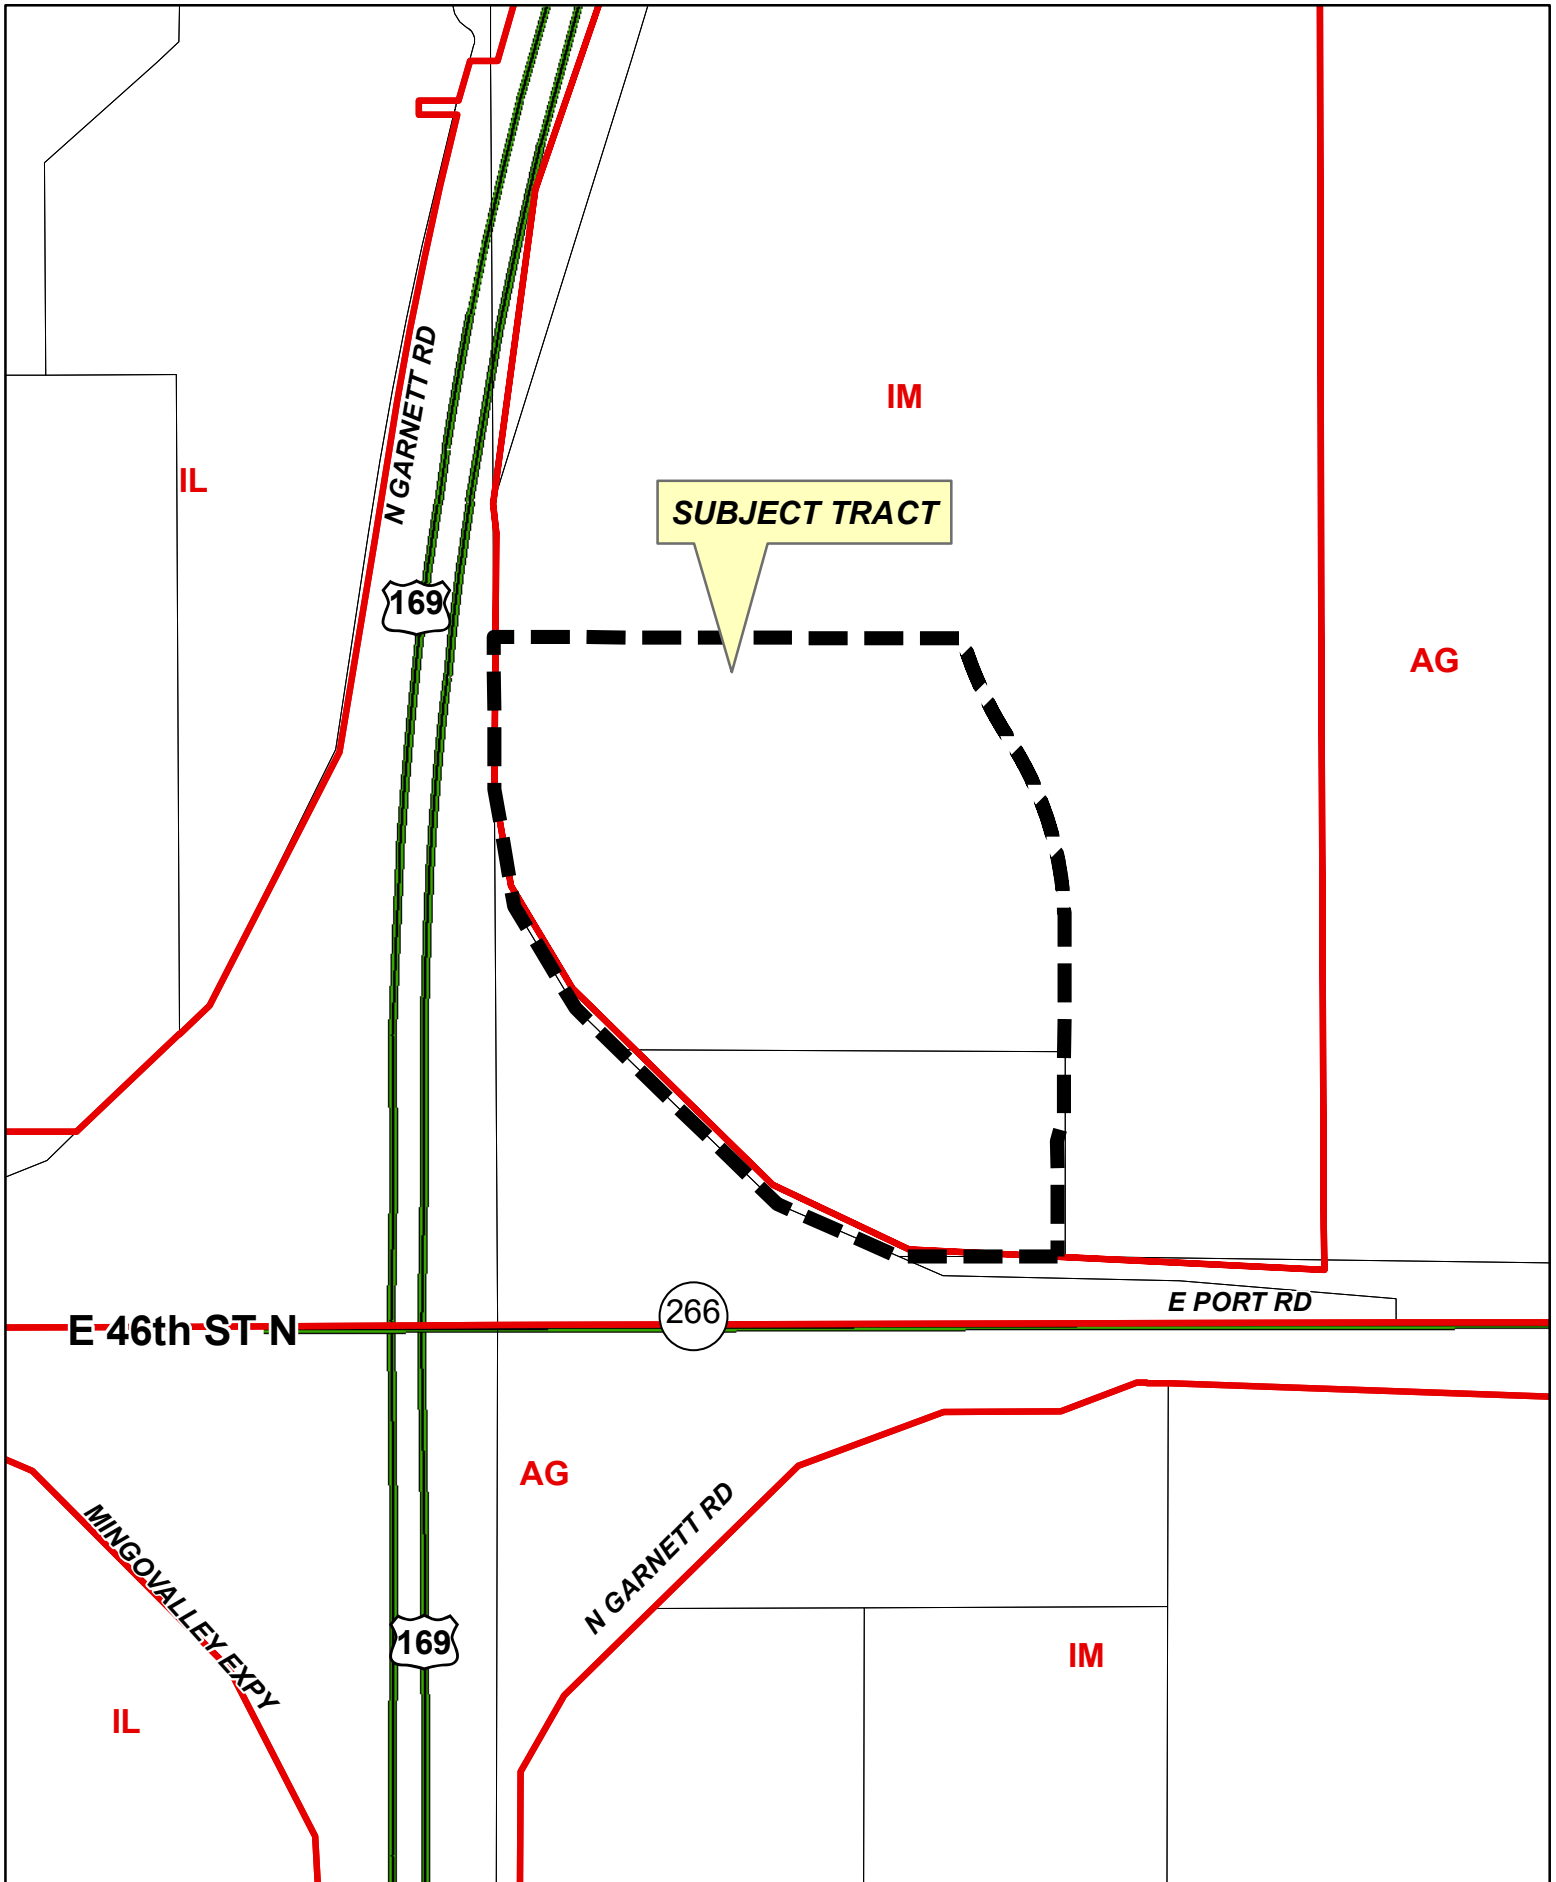 N GARNETT RD
IM
IL
SUBJECT TRACT
169
AG
E PORT RD
266
E 46th ST N
AG
MINGOVALLEY EXPY
N GARNETT RD
169
IM
IL